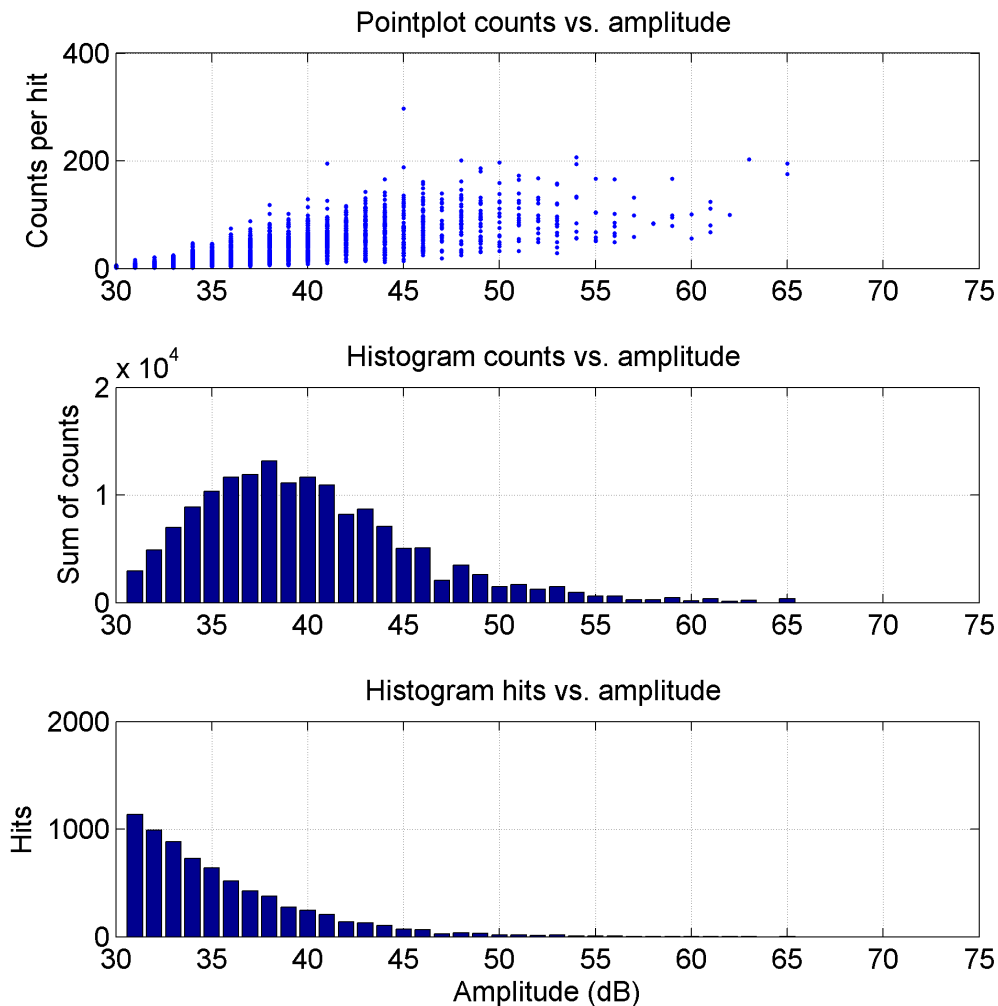 Pointplot counts vs. amplitude
400
200
0
Counts per hit
30 35 40 45 50 55 60 65 70 75
Histogram counts vs. amplitude
x 10^4
2
1
0
Sum of counts
30 35 40 45 50 55 60 65 70 75
Histogram hits vs. amplitude
2000
1000
0
Hits
30 35 40 45 50 55 60 65 70 75
Amplitude (dB)